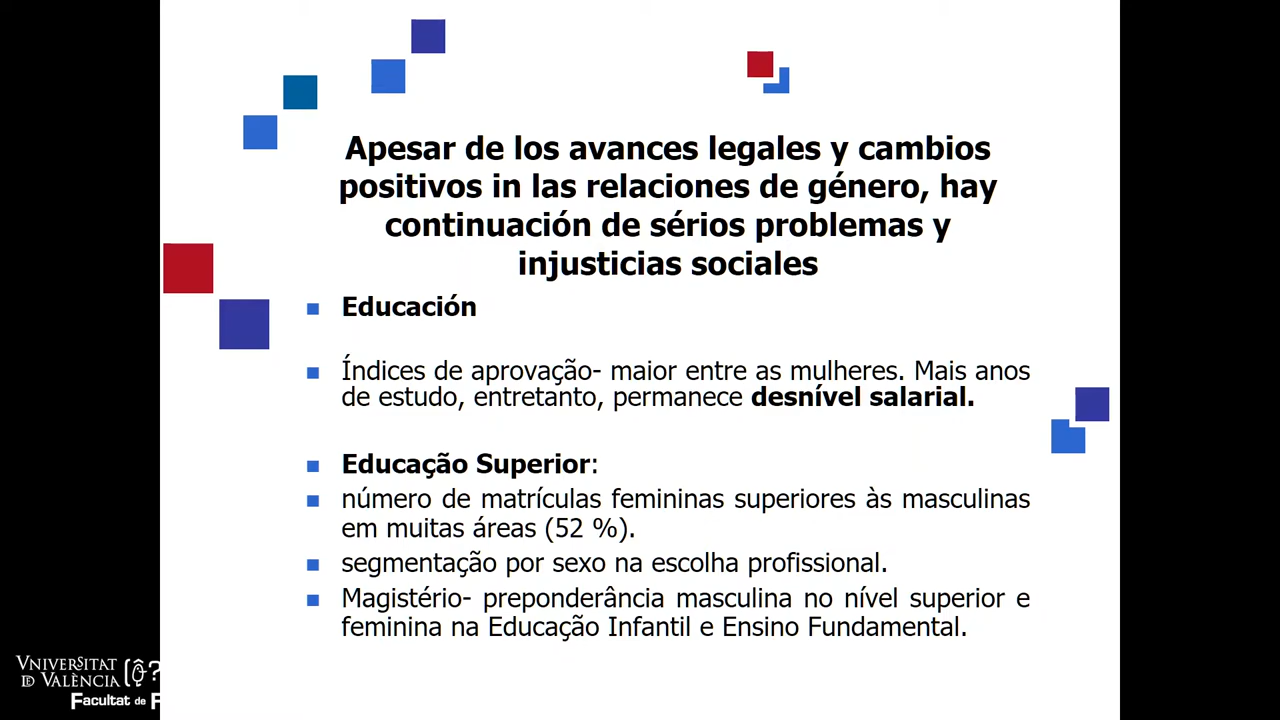 Apesar de los avances legales y cambios
positivos in las relaciones de género, hay
continuación de sérios problemas y
injusticias sociales
Educación
Índices de aprovação- maior entre as mulheres. Mais anos
de estudo, entretanto, permanece desnível salarial.
Educação Superior:
número de matrículas femininas superiores às masculinas
em muitas áreas (52 %).
segmentação por sexo na escolha profissional.
Magistério- preponderância masculina no nível superior e
feminina na Educação Infantil e Ensino Fundamental.
VNIVERSITAT
DE VALÈNCIA
Facultat de F